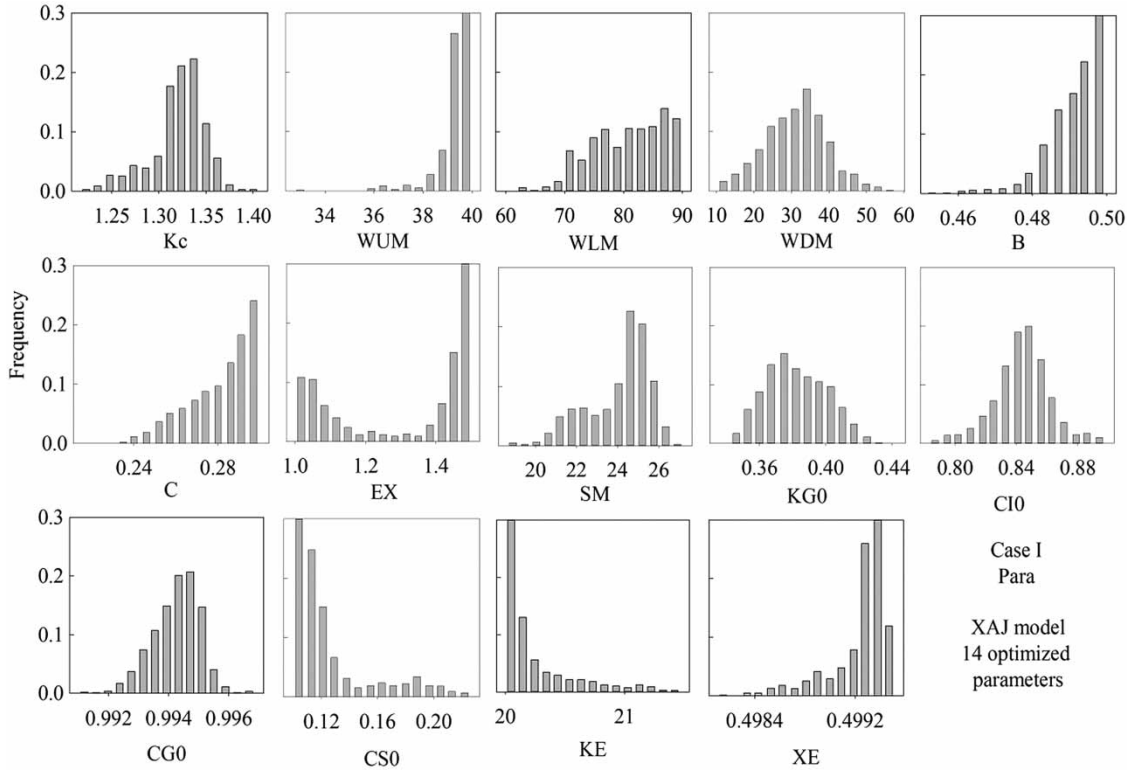 0.3
0.2
0.1
0.0
1.25 1.30 1.35 1.40
Kc
34 36 38 40
WUM
60 70 80 90
WLM
10 20 30 40 50 60
WDM
0.46 0.48 0.50
B
Frequency
0.3
0.2
0.1
0.0
0.24 0.28
C
1.0 1.2 1.4
EX
20 22 24 26
SM
0.36 0.40 0.44
KG0
0.80 0.84 0.88
CI0
0.3
0.2
0.1
0.0
0.992 0.994 0.996
CG0
0.12 0.16 0.20
CS0
20 21
KE
0.4984 0.4992
XE
Case I
Para
XAJ model
14 optimized
parameters